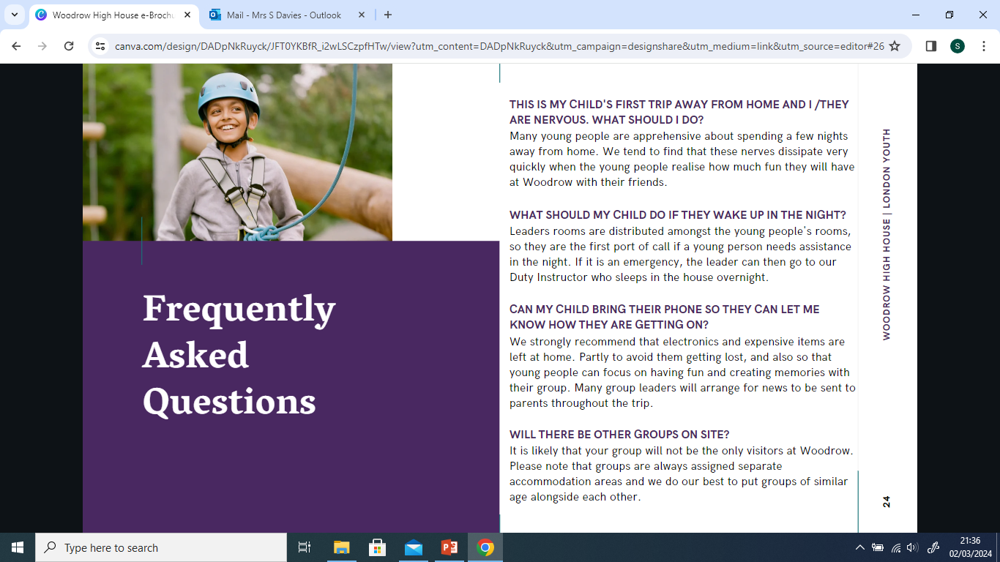 Woodrow High House e-Brochu
Mail - Mrs S Davies - Outlook
canva.com/design/DADpNkRuyck/JFT0YKBfR_i2wLSCzpfHTw/view?utm_content=DADpNkRuyck&utm_campaign=designshare&utm_medium=link&utm_source=editor#26
S
Frequently
Asked
Questions
THIS IS MY CHILD'S FIRST TRIP AWAY FROM HOME AND I /THEY
ARE NERVOUS. WHAT SHOULD I DO?
Many young people are apprehensive about spending a few nights
away from home. We tend to find that these nerves dissipate very
quickly when the young people realise how much fun they will have
at Woodrow with their friends.
WHAT SHOULD MY CHILD DO IF THEY WAKE UP IN THE NIGHT?
Leaders rooms are distributed amongst the young people's rooms,
so they are the first port of call if a young person needs assistance
in the night. If it is an emergency, the leader can then go to our
Duty Instructor who sleeps in the house overnight.
CAN MY CHILD BRING THEIR PHONE SO THEY CAN LET ME
KNOW HOW THEY ARE GETTING ON?
We strongly recommend that electronics and expensive items are
left at home. Partly to avoid them getting lost, and also so that
young people can focus on having fun and creating memories with
their group. Many group leaders will arrange for news to be sent to
parents throughout the trip.
WILL THERE BE OTHER GROUPS ON SITE?
It is likely that your group will not be the only visitors at Woodrow.
Please note that groups are always assigned separate
accommodation areas and we do our best to put groups of similar
age alongside each other.
WOODROW HIGH HOUSE | LONDON YOUTH
24
Type here to search
21:36
02/03/2024